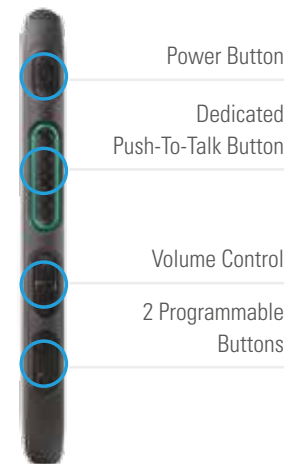 Power Button
Dedicated
Push-To-Talk Button
Volume Control
2 Programmable
Buttons